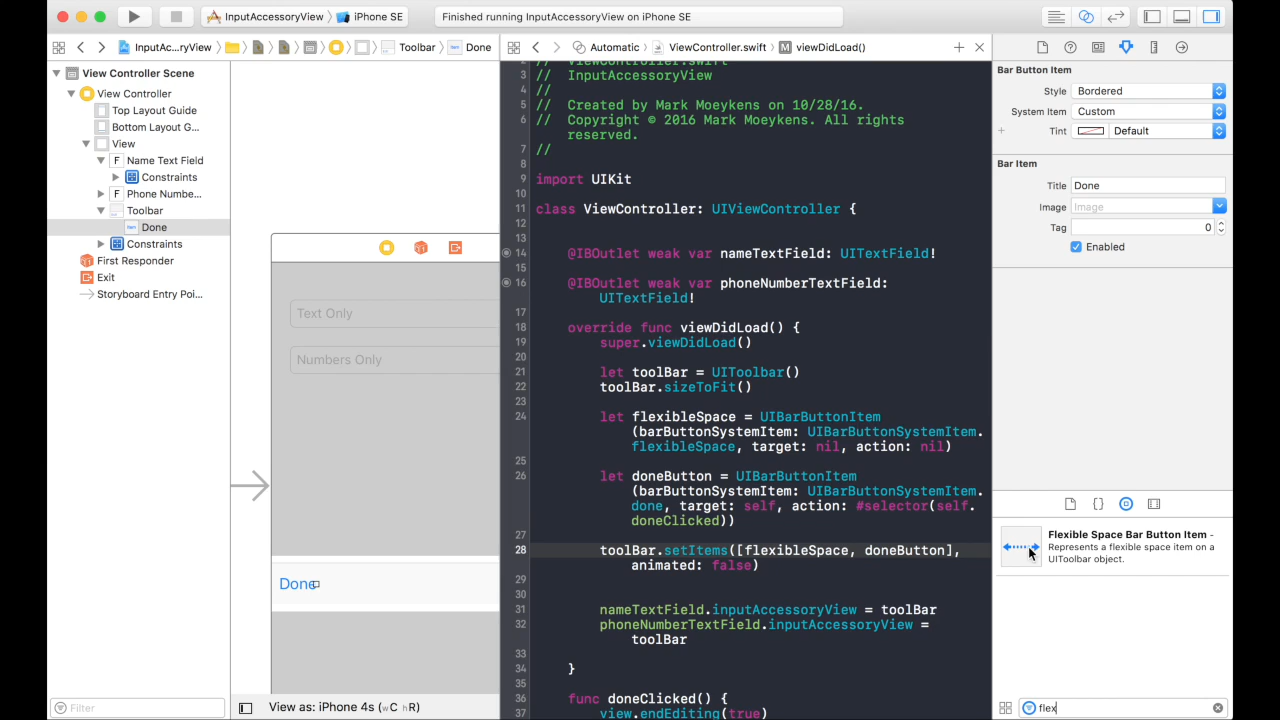 InputAccessoryView
iPhone SE
Finished running InputAccessoryView on iPhone SE
InputAc...ryView
Toolbar
Done
Automatic
ViewController.swift
viewDidLoad()
View Controller Scene
View Controller
Top Layout Guide
Bottom Layout G...
View
F Name Text Field
Constraints
F Phone Numbe...
Toolbar
Item Done
Constraints
First Responder
Exit
Storyboard Entry Poi...
Filter
Text Only
Numbers Only
Done
View as: iPhone 4s (wC hR)
2 // ViewController.swift
3 // InputAccessoryView
4 //
5 // Created by Mark Moeykens on 10/28/16.
6 // Copyright © 2016 Mark Moeykens. All rights
reserved.
7 //
8
9 import UIKit
10
11 class ViewController: UIViewController {
12
13
14 @IBOutlet weak var nameTextField: UITextField!
15
16 @IBOutlet weak var phoneNumberTextField:
UITextField!
17
18 override func viewDidLoad() {
19 super.viewDidLoad()
20
21 let toolBar = UIToolbar()
22 toolBar.sizeToFit()
23
24 let flexibleSpace = UIBarButtonItem
(barButtonSystemItem: UIBarButtonSystemItem.
flexibleSpace, target: nil, action: nil)
25
26 let doneButton = UIBarButtonItem
(barButtonSystemItem: UIBarButtonSystemItem.
done, target: self, action: #selector(self.
doneClicked))
27
28 toolBar.setItems([flexibleSpace, doneButton],
animated: false)
29
30
31 nameTextField.inputAccessoryView = toolBar
32 phoneNumberTextField.inputAccessoryView =
toolBar
33
34 }
35
36 func doneClicked() {
37 view.endEditing(true)
Bar Button Item
Style Bordered
System Item Custom
Tint Default
Bar Item
Title Done
Image Image
Tag 0
Enabled
Flexible Space Bar Button Item -
Represents a flexible space item on a
UIToolbar object.
flex